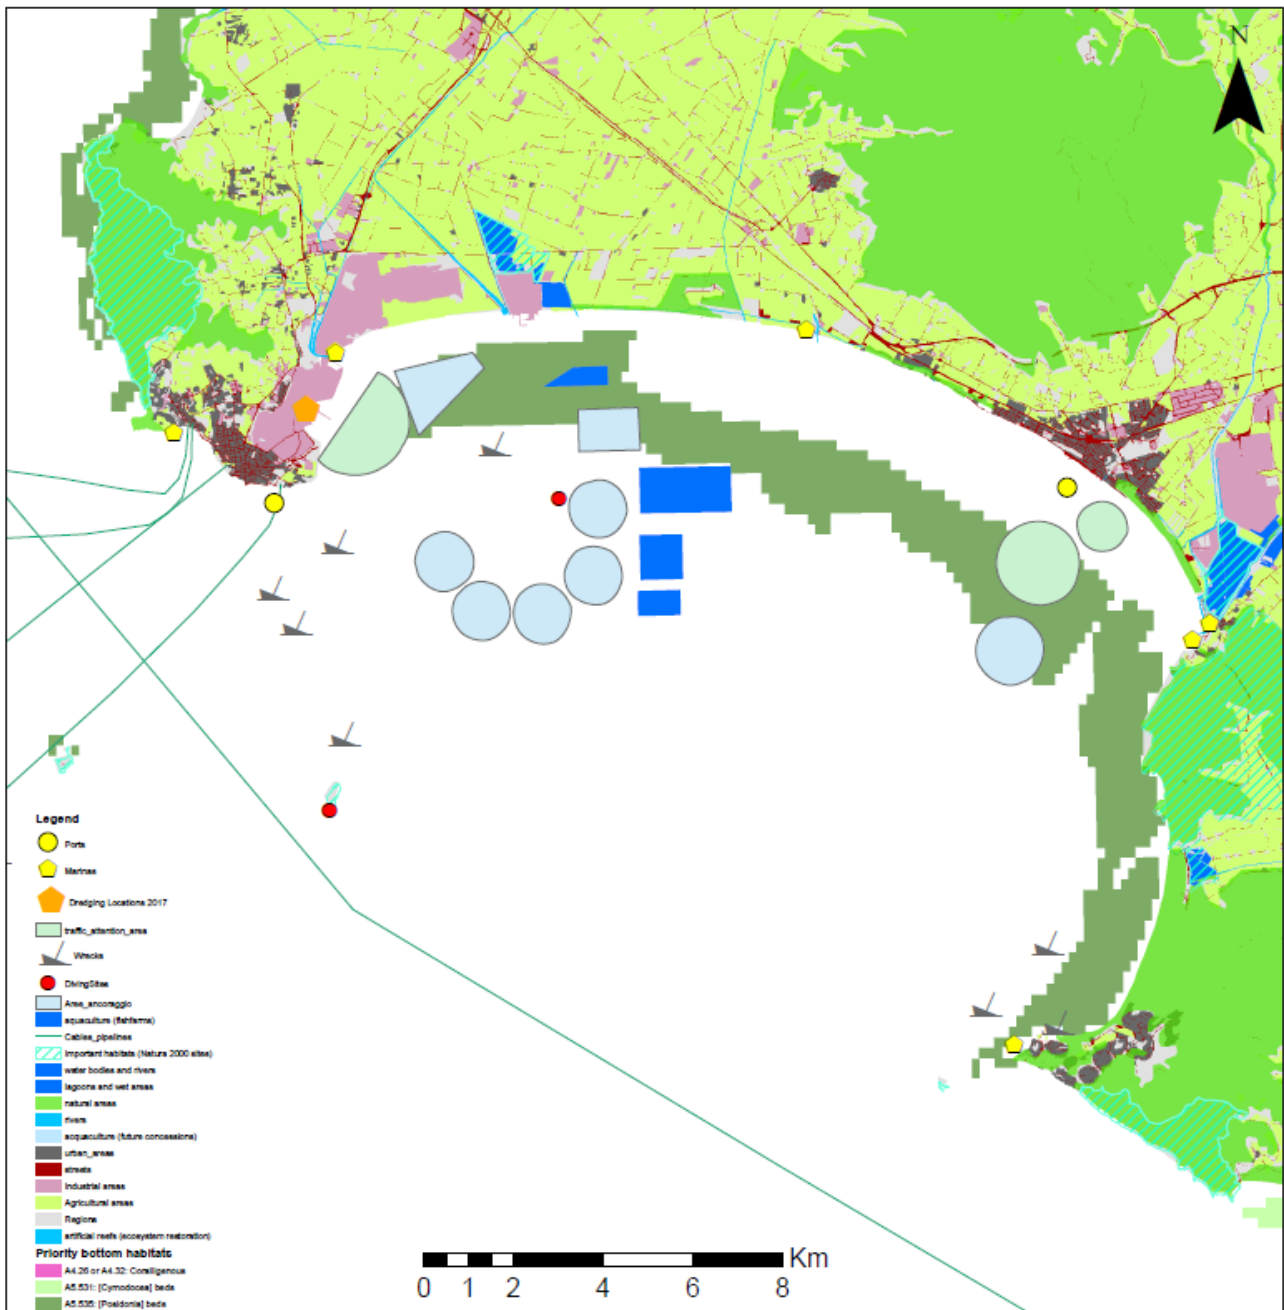 N
Legend
Ports
Marinas
Dredging Locations 2017
traffic_attention_area
Wrecks
DivingSites
Aree_ancoraggio
aquaculture (fishfarms)
Cables_pipelines
Important habitats (Natura 2000 sites)
water bodies and rivers
lagoons and wet areas
natural areas
rivers
acquaculture (future concessions)
urban_areas
streets
Industrial areas
Agricultural areas
Regions
artificial reefs (ecosystem restoration)
Priority bottom habitats
A4.26 or A4.32: Coralligenous
A5.531: [Cymodocea] beds
A5.535: [Posidonia] beds
Km
0 1 2 4 6 8